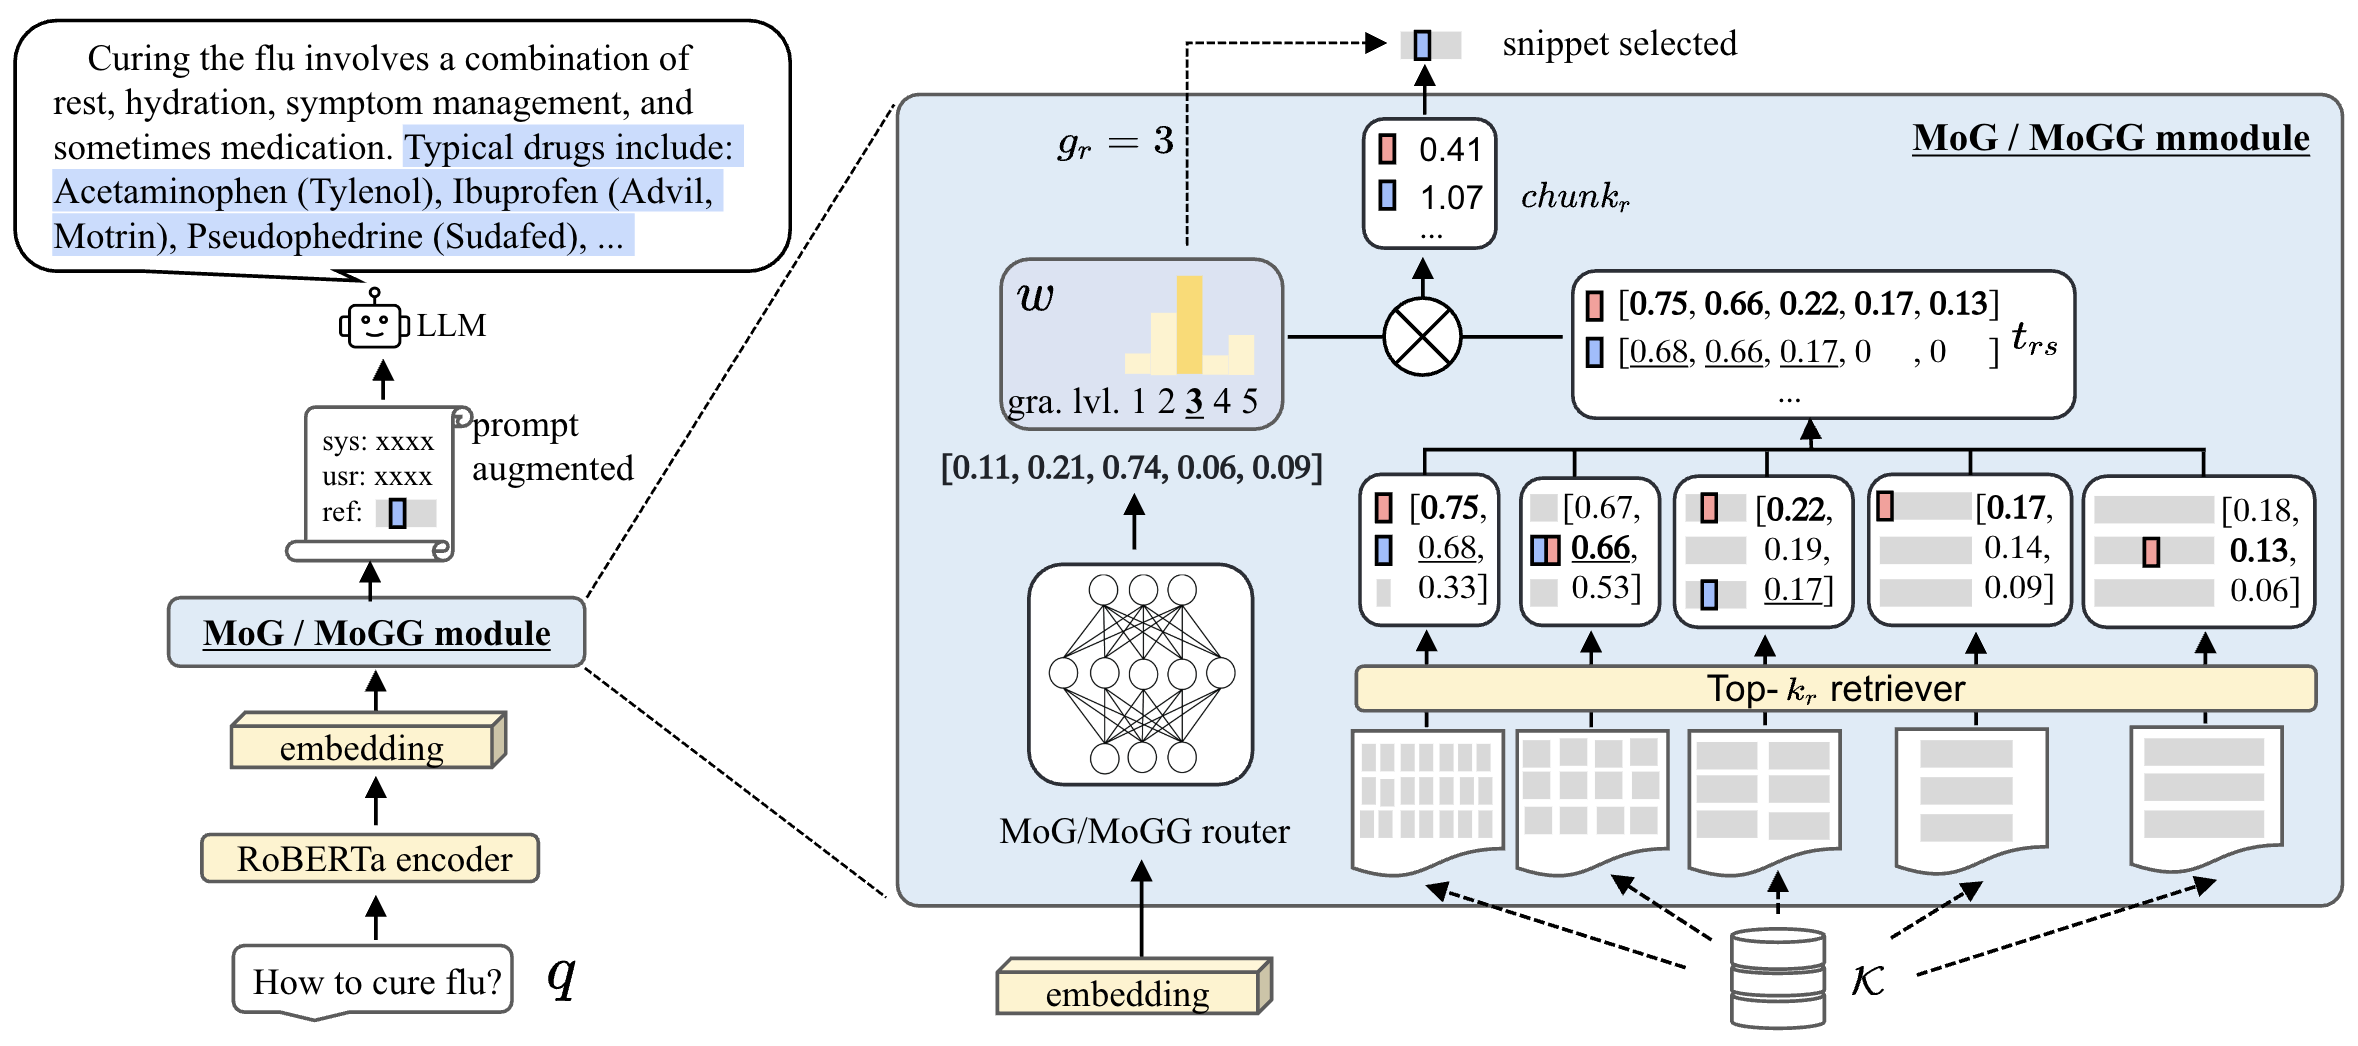 Curing the flu involves a combination of
rest, hydration, symptom management, and
sometimes medication. Typical drugs include:
Acetaminophen (Tylenol), Ibuprofen (Advil,
Motrin), Pseudophedrine (Sudafed), ...
LLM
sys: xxxx
usr: xxxx
ref:
prompt
augmented
MoG / MoGG module
embedding
RoBERTa encoder
How to cure flu?
q
snippet selected
MoG / MoGG mmodule
g_r = 3
0.41
1.07
...
chunk_r
w
gra. lvl. 1 2 3 4 5
[0.11, 0.21, 0.74, 0.06, 0.09]
[0.75, 0.66, 0.22, 0.17, 0.13]
[0.68, 0.66, 0.17, 0 , 0 ]
...
t_rs
[0.75,
0.68,
0.33]
[0.67,
0.66,
0.53]
[0.22,
0.19,
0.17]
[0.17,
0.14,
0.09]
[0.18,
0.13,
0.06]
Top- k_r retriever
MoG/MoGG router
embedding
𝒦